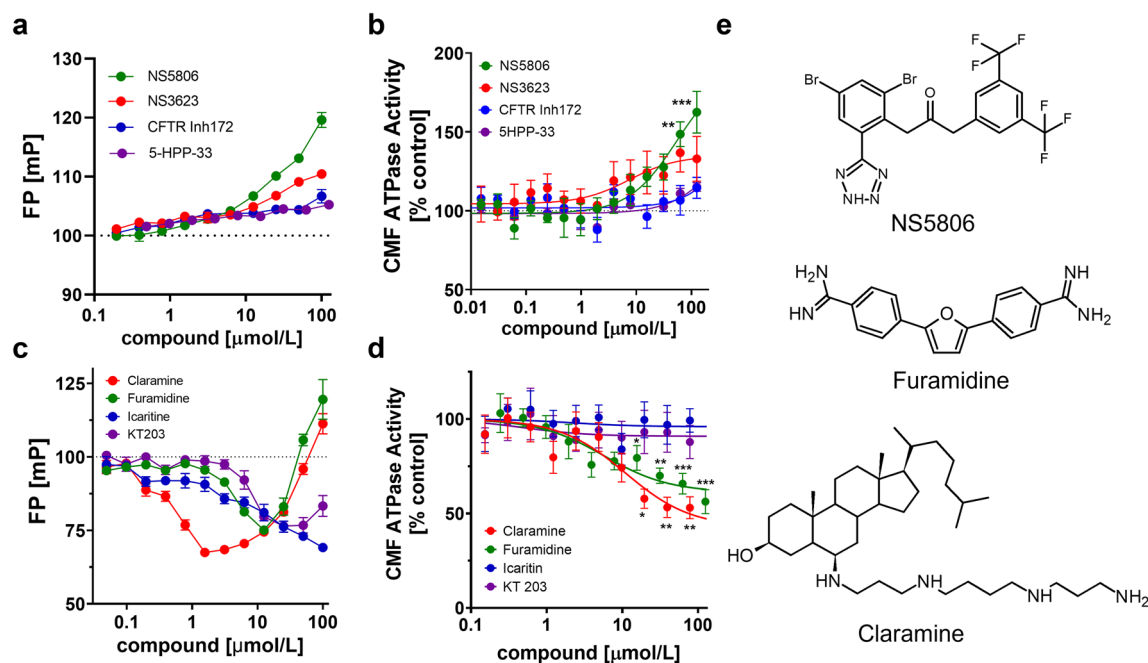 a
130
120
110
100
90
FP [mP]
NS5806
NS3623
CFTR Inh172
5-HPP-33
0.1
1
10
100
compound [μmol/L]
b
200
150
100
50
CMF ATPase Activity
[% control]
NS5806
NS3623
CFTR Inh172
5HPP-33
**
***
0.01
0.1
1
10
100
compound [μmol/L]
c
125
100
75
50
FP [mP]
Claramine
Furamidine
Icaritine
KT203
0.1
1
10
100
compound [μmol/L]
d
100
50
0
CMF ATPase Activity
[% control]
*
**
***
***
*
**
**
Claramine
Furamidine
Icaritin
KT 203
0.1
1
10
100
compound [μmol/L]
e
F
F
F
Br
Br
O
F
F
F
N
N
N
HN
NS5806
H2N
HN
O
NH
NH2
Furamidine
HO
HN
NH
NH
NH2
Claramine